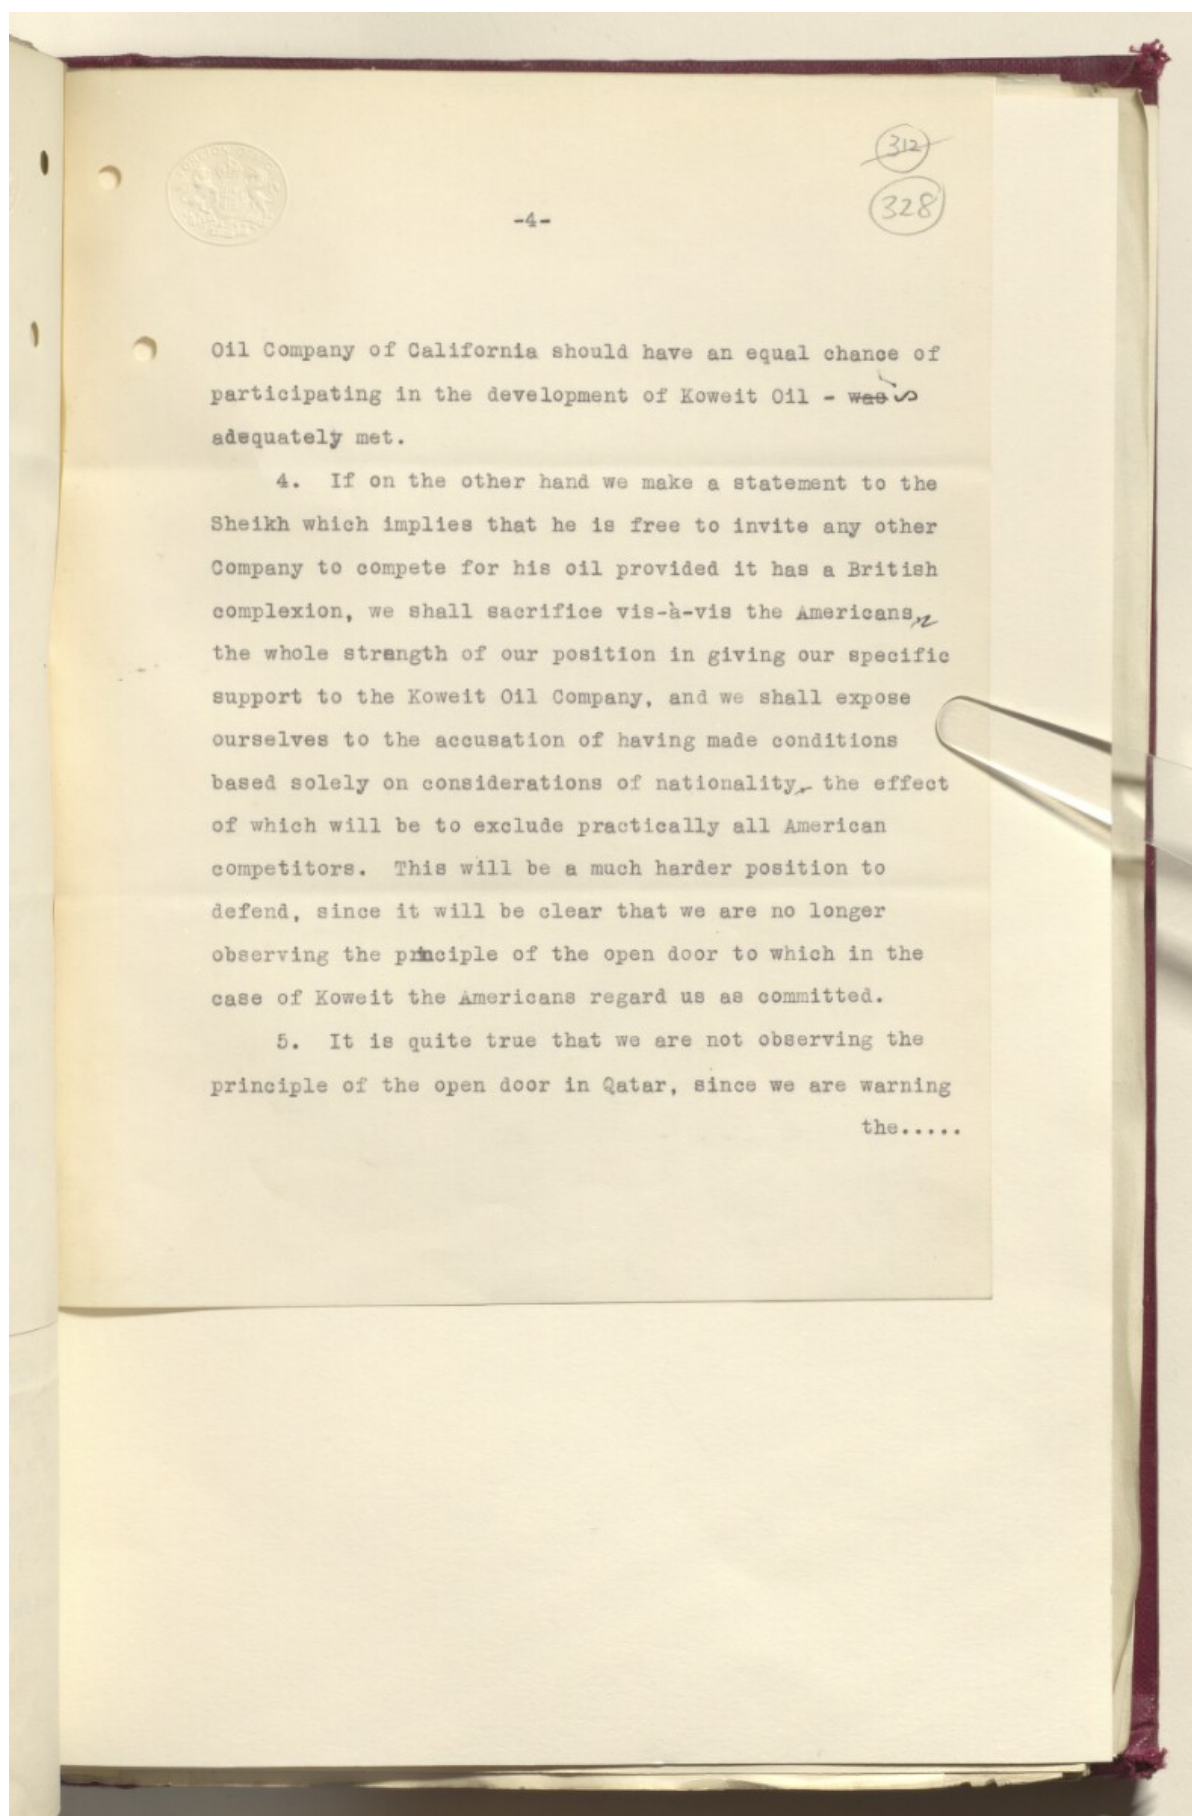 312
328
-4-
Oil Company of California should have an equal chance of
participating in the development of Koweit Oil - was is
adequately met.
4. If on the other hand we make a statement to the
Sheikh which implies that he is free to invite any other
Company to compete for his oil provided it has a British
complexion, we shall sacrifice vis-à-vis the Americans,
the whole strength of our position in giving our specific
support to the Koweit Oil Company, and we shall expose
ourselves to the accusation of having made conditions
based solely on considerations of nationality, the effect
of which will be to exclude practically all American
competitors. This will be a much harder position to
defend, since it will be clear that we are no longer
observing the principle of the open door to which in the
case of Koweit the Americans regard us as committed.
5. It is quite true that we are not observing the
principle of the open door in Qatar, since we are warning
the.....